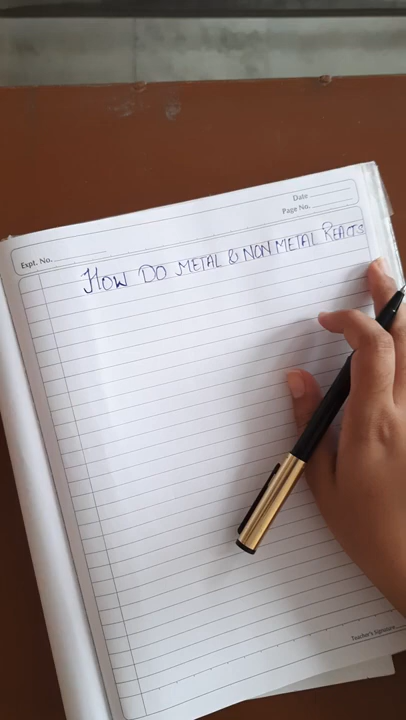 Date
Page No.
Expt. No.
HOW DO METAL & NON METAL REACTS
Teacher's Signature